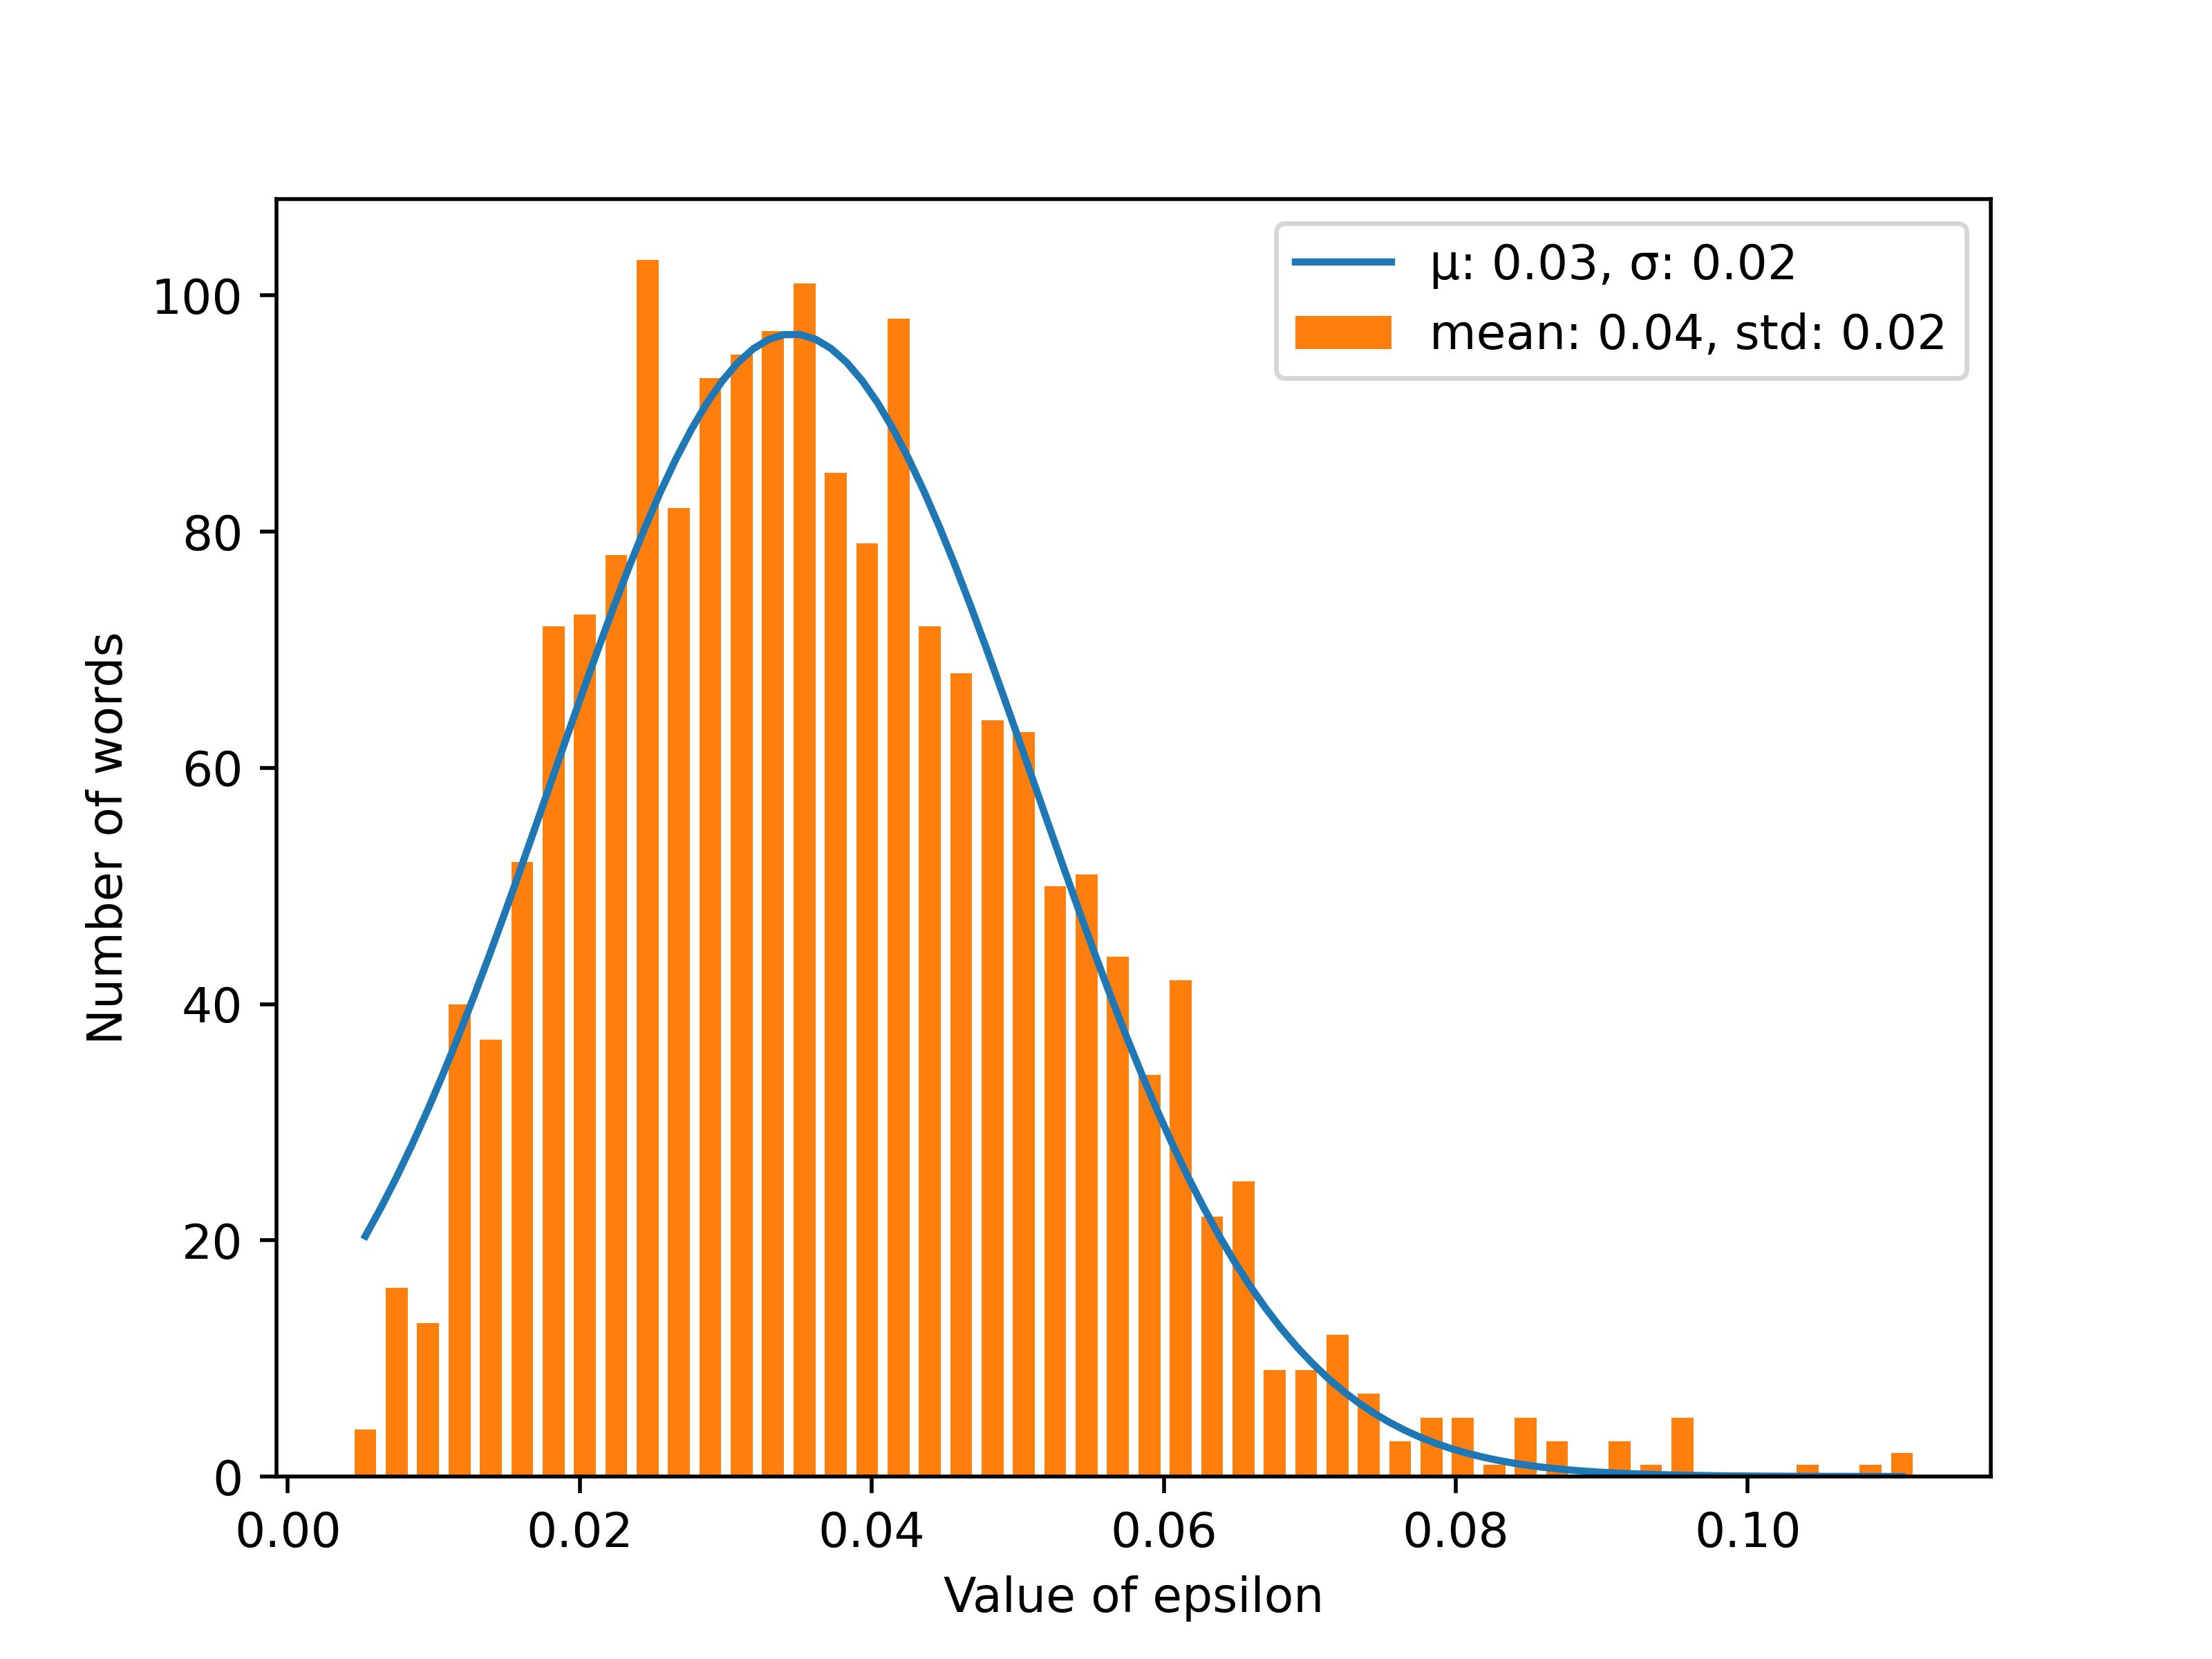 μ: 0.03, σ: 0.02
mean: 0.04, std: 0.02
100
80
60
40
20
0
Number of words
0.00 0.02 0.04 0.06 0.08 0.10
Value of epsilon